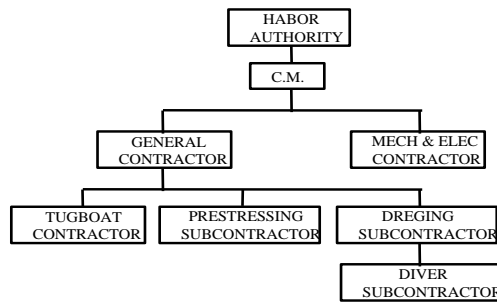 HABOR
AUTHORITY
C.M.
GENERAL
CONTRACTOR
MECH & ELEC
CONTRACTOR
TUGBOAT
CONTRACTOR
PRESTRESSING
SUBCONTRACTOR
DREGING
SUBCONTRACTOR
DIVER
SUBCONTRACTOR